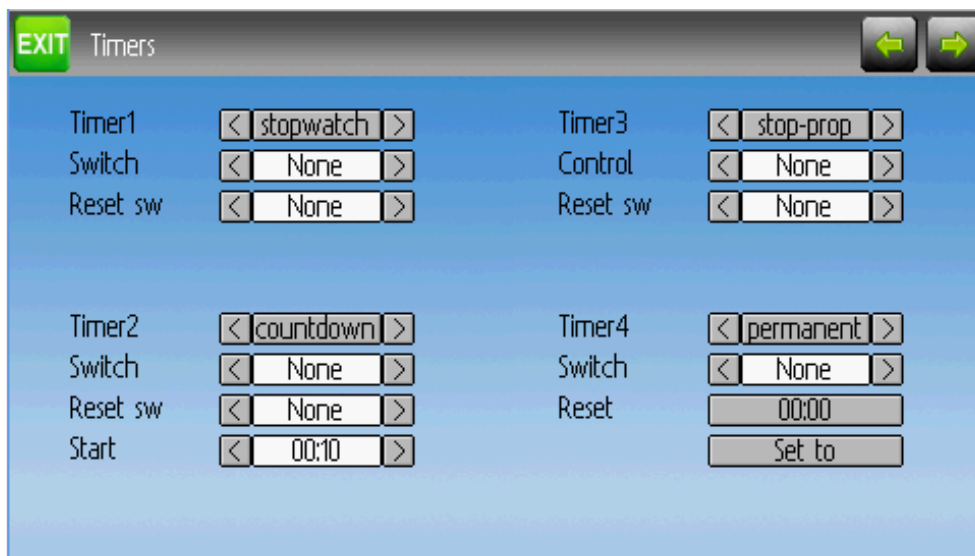 EXIT Timers
Timer1 < stopwatch >
Switch < None >
Reset sw < None >
Timer2 < countdown >
Switch < None >
Reset sw < None >
Start < 00:10 >
Timer3 < stop-prop >
Control < None >
Reset sw < None >
Timer4 < permanent >
Switch < None >
Reset 00:00
Set to